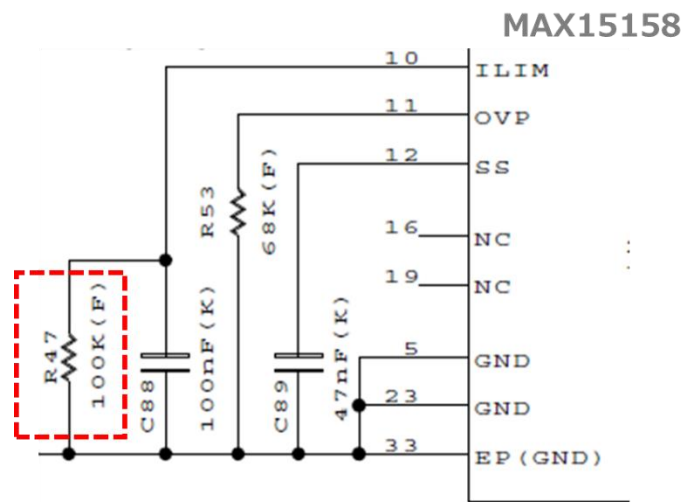 MAX15158
10
ILIM
11
OVP
12
SS
R53
68K(F)
16
NC
19
NC
R47
100K(F)
C88
100nF(K)
C89
47nF(K)
5
GND
23
GND
33
EP(GND)